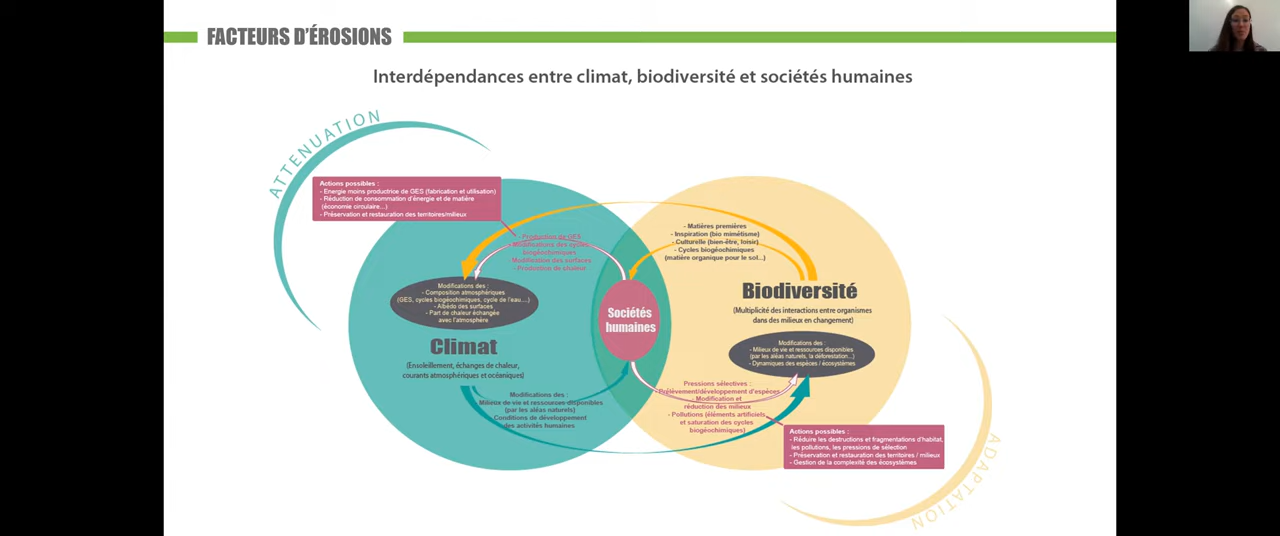 FACTEURS D'ÉROSIONS
Interdépendances entre climat, biodiversité et sociétés humaines
ATTENUATION
Actions possibles :
- Energie moins productrice de GES (fabrication et utilisation)
- Réduction de consommation d'énergie et de matière
(économie circulaire...)
- Préservation et restauration des territoires/milieux
- Production de GES
- Modifications des cycles
biogéochimiques
Modification des surfaces
- Production de chaleur
- Matières premières
- Inspiration (bio mimétisme)
- Culturelle (bien-être, loisir)
- Cycles biogéochimiques
(matière organique pour le sol...)
Modifications des :
- Composition atmosphériques
(GES, cycles biogéochimiques, cycle de l'eau....)
- Albédo des surfaces
- Part de chaleur échangée
avec l'atmosphère
Sociétés
humaines
Biodiversité
(Multiplicité des interactions entre organismes
dans des milieux en changement)
Climat
(Ensoleillement, échanges de chaleur,
courants atmosphériques et océaniques)
Modifications des :
- Milieux de vie et ressources disponibles
(par les aléas naturels, la déforestation...)
- Dynamiques des espèces / écosystèmes
Modifications des :
Milieux de vie et ressources disponibles
(par les aléas naturels)
- Conditions de développement
des activités humaines
Pressions sélectives :
- Prélèvement/développement d'espèces
- Modification et
réduction des milieux
- Pollutions (éléments artificiels
et saturation des cycles
biogéochimiques)
Actions possibles :
- Réduire les destructions et fragmentations d'habitat,
les pollutions, les pressions de sélection
- Préservation et restauration des territoires / milieux
- Gestion de la complexité des écosystèmes
ADAPTATION